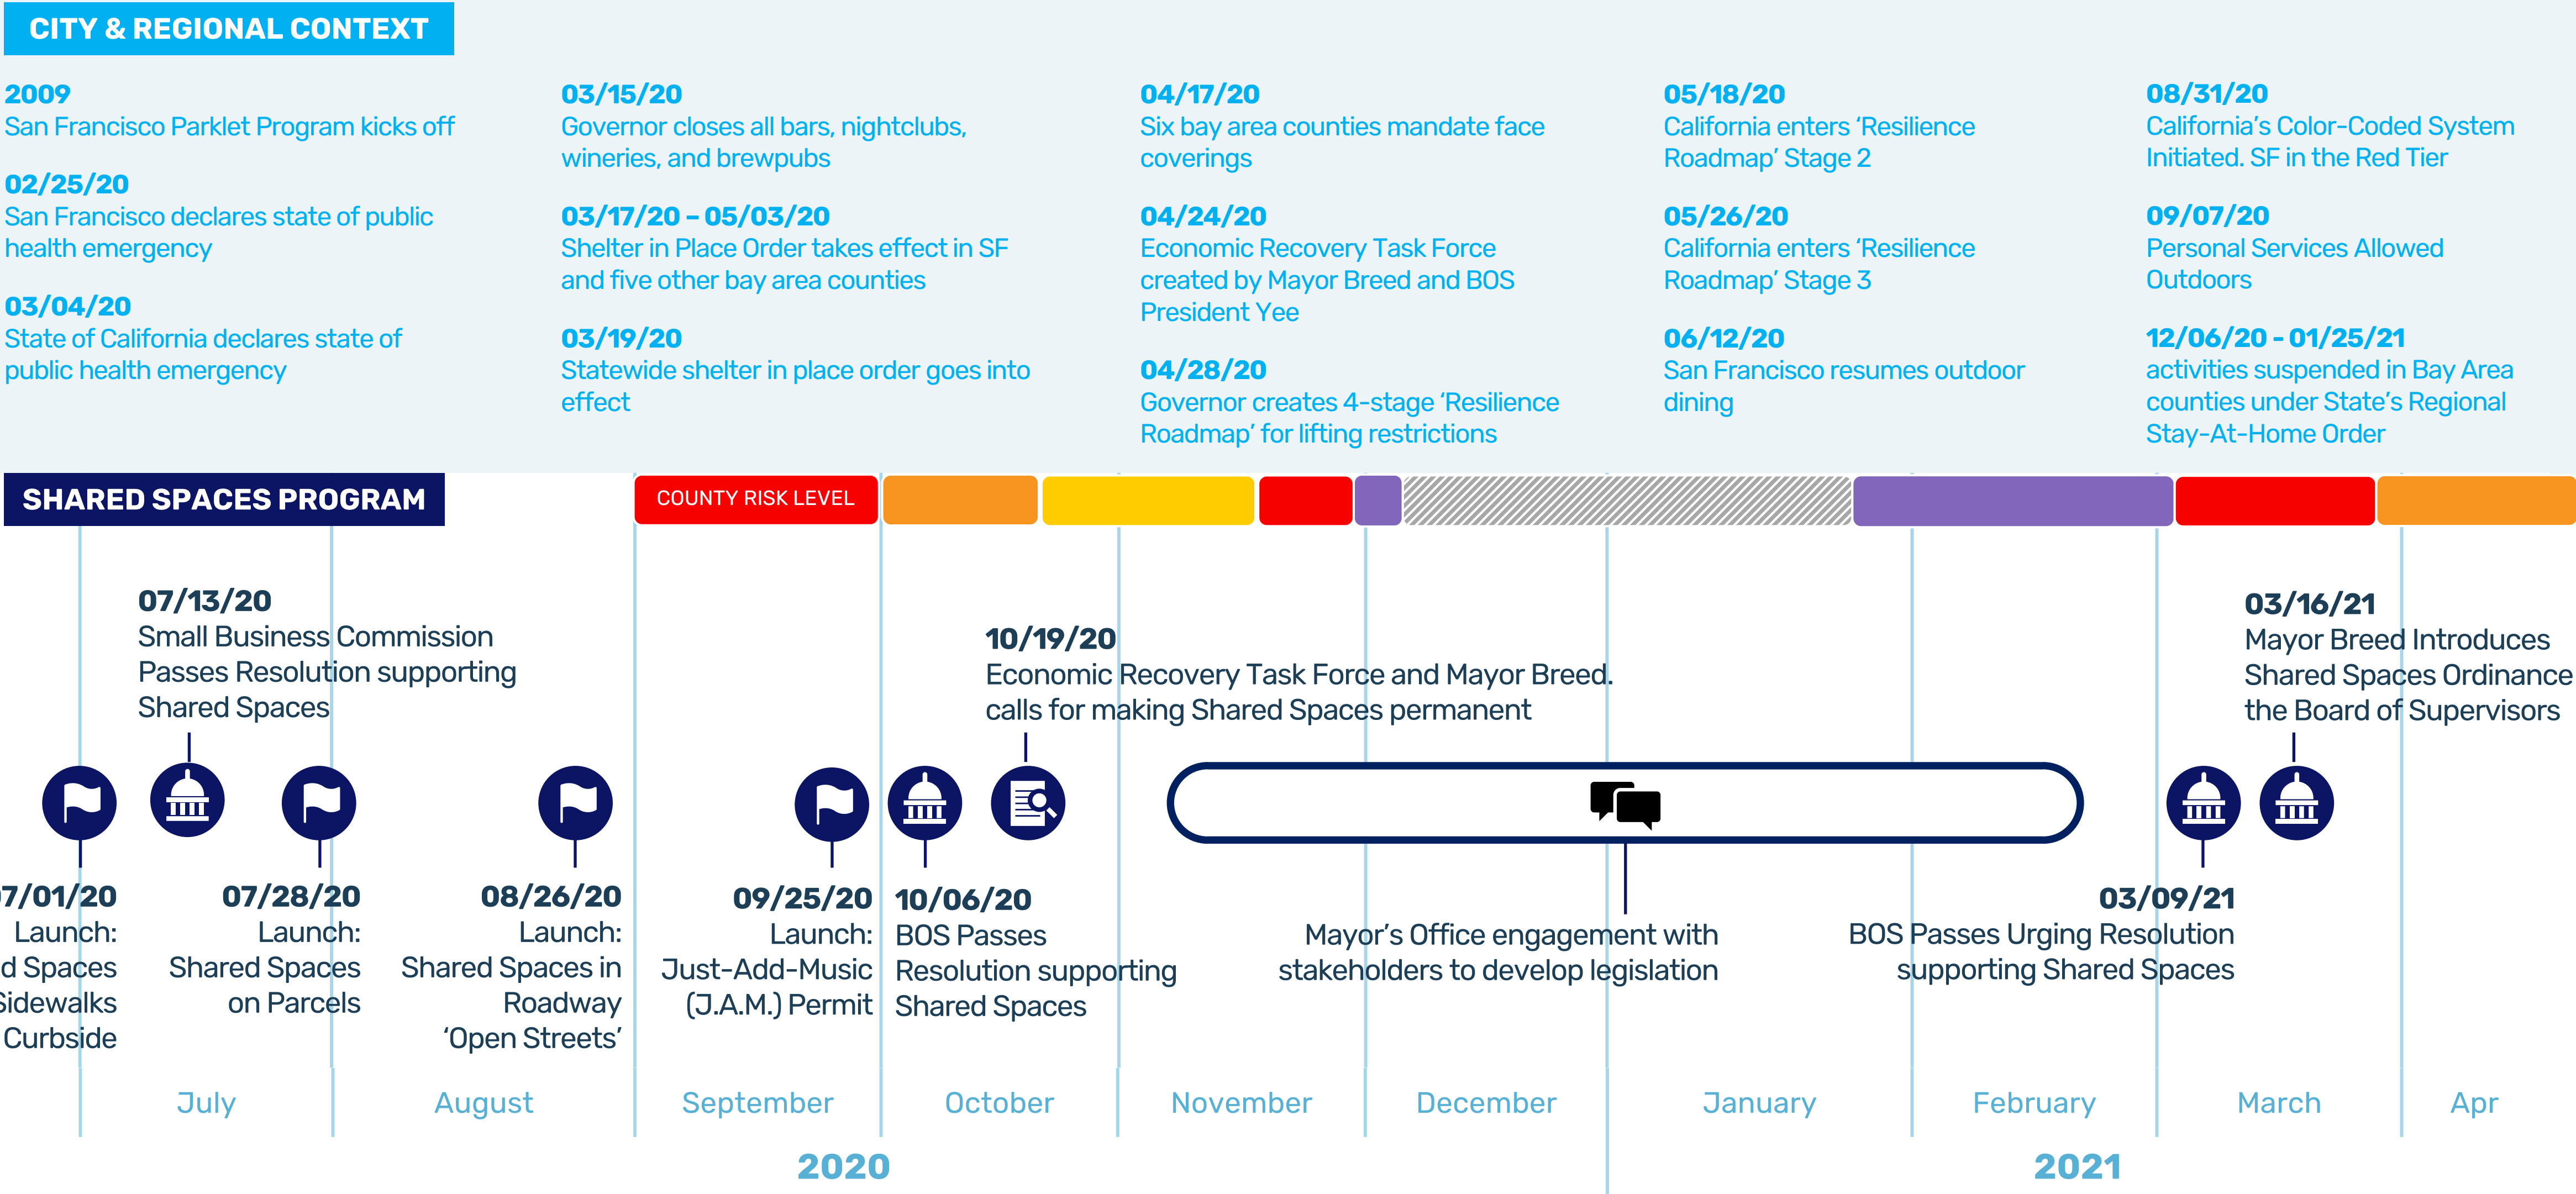 CITY & REGIONAL CONTEXT
2009
San Francisco Parklet Program kicks off
02/25/20
San Francisco declares state of public
health emergency
03/04/20
State of California declares state of
public health emergency
03/15/20
Governor closes all bars, nightclubs,
wineries, and brewpubs
03/17/20 – 05/03/20
Shelter in Place Order takes effect in SF
and five other bay area counties
03/19/20
Statewide shelter in place order goes into
effect
04/17/20
Six bay area counties mandate face
coverings
04/24/20
Economic Recovery Task Force
created by Mayor Breed and BOS
President Yee
04/28/20
Governor creates 4-stage ‘Resilience
Roadmap’ for lifting restrictions
05/18/20
California enters ‘Resilience
Roadmap’ Stage 2
05/26/20
California enters ‘Resilience
Roadmap’ Stage 3
06/12/20
San Francisco resumes outdoor
dining
08/31/20
California’s Color-Coded System
Initiated. SF in the Red Tier
09/07/20
Personal Services Allowed
Outdoors
12/06/20 - 01/25/21
activities suspended in Bay Area
counties under State’s Regional
Stay-At-Home Order
SHARED SPACES PROGRAM
COUNTY RISK LEVEL
07/13/20
Small Business Commission
Passes Resolution supporting
Shared Spaces
10/19/20
Economic Recovery Task Force and Mayor Breed.
calls for making Shared Spaces permanent
03/16/21
Mayor Breed Introduces
Shared Spaces Ordinance
the Board of Supervisors
7/01/20
Launch:
d Spaces
Sidewalks
Curbside
07/28/20
Launch:
Shared Spaces
on Parcels
08/26/20
Launch:
Shared Spaces in
Roadway
‘Open Streets’
09/25/20
Launch:
Just-Add-Music
(J.A.M.) Permit
10/06/20
BOS Passes
Resolution supporting
Shared Spaces
Mayor’s Office engagement with
stakeholders to develop legislation
03/09/21
BOS Passes Urging Resolution
supporting Shared Spaces
July
August
September
October
November
December
January
February
March
Apr
2020
2021